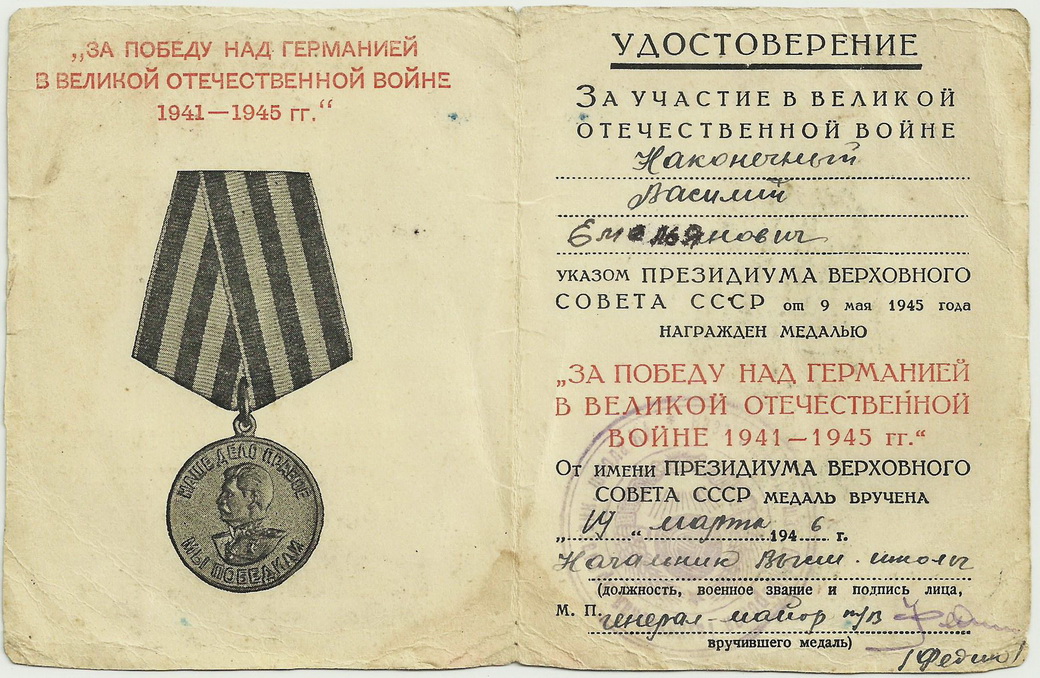 „ЗА ПОБЕДУ НАД ГЕРМАНИЕЙ
В ВЕЛИКОЙ ОТЕЧЕСТВЕННОЙ ВОЙНЕ
1941—1945 гг.“
НАШЕ ДЕЛО ПРАВОЕ
МЫ ПОБЕДИЛИ
УДОСТОВЕРЕНИЕ
ЗА УЧАСТИЕ В ВЕЛИКОЙ
ОТЕЧЕСТВЕННОЙ ВОЙНЕ
Наконечный
Василий
Емельянович
УКАЗОМ ПРЕЗИДИУМА ВЕРХОВНОГО
СОВЕТА СССР от 9 мая 1945 года
НАГРАЖДЕН МЕДАЛЬЮ
„ЗА ПОБЕДУ НАД ГЕРМАНИЕЙ
В ВЕЛИКОЙ ОТЕЧЕСТВЕННОЙ
ВОЙНЕ 1941—1945 гг.“
От имени ПРЕЗИДИУМА ВЕРХОВНОГО
СОВЕТА СССР МЕДАЛЬ ВРУЧЕНА
„19“ марта 1946 г.
Начальник Высш. школы
(должность, военное звание и подпись лица,
М. П. генерал-майор т/в
вручившего медаль)